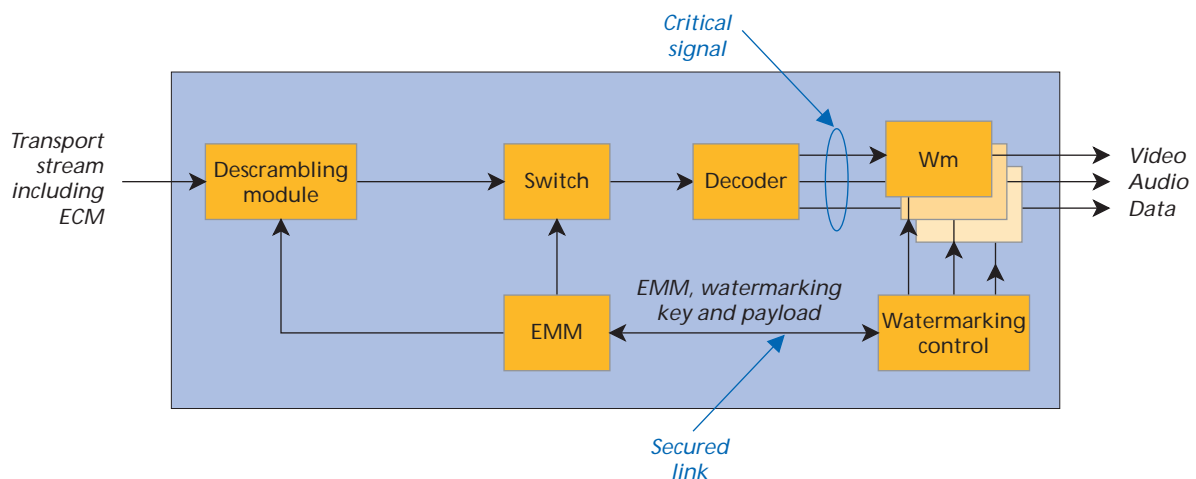 Critical
signal
Transport
stream
including
ECM
Descrambling
module
Switch
Decoder
Wm
Video
Audio
Data
EMM, watermarking
key and payload
EMM
Watermarking
control
Secured
link